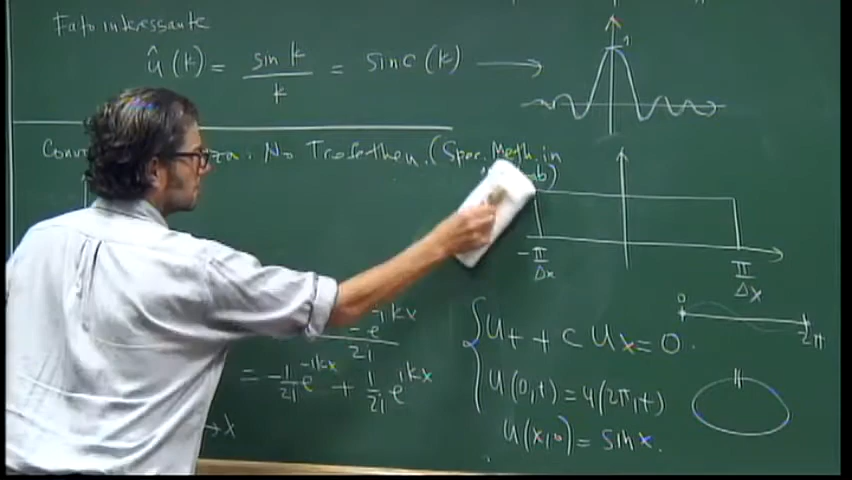 Fato interessante
û(k) = sin k / k = sinc(k) →
1
No Trefethen. (Spec. Meth. in
-π/Δx
π/Δx
0
2π
u_t + c u_x = 0.
u(0,t) = u(2π,t)
u(x,0) = sin x.
e^-ikx
2i
= -1/2i e^-ikx + 1/2i e^ikx
→ x